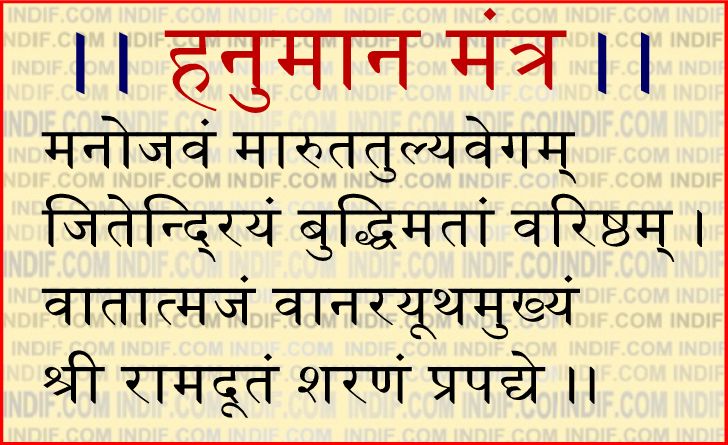 ।। हनुमान मंत्र ।।
मनोजवं मारुततुल्यवेगम्
जितेन्द्रियं बुद्धिमतां वरिष्ठम् ।
वातात्मजं वानरयूथमुख्यं
श्री रामदूतं शरणं प्रपद्ये ।।